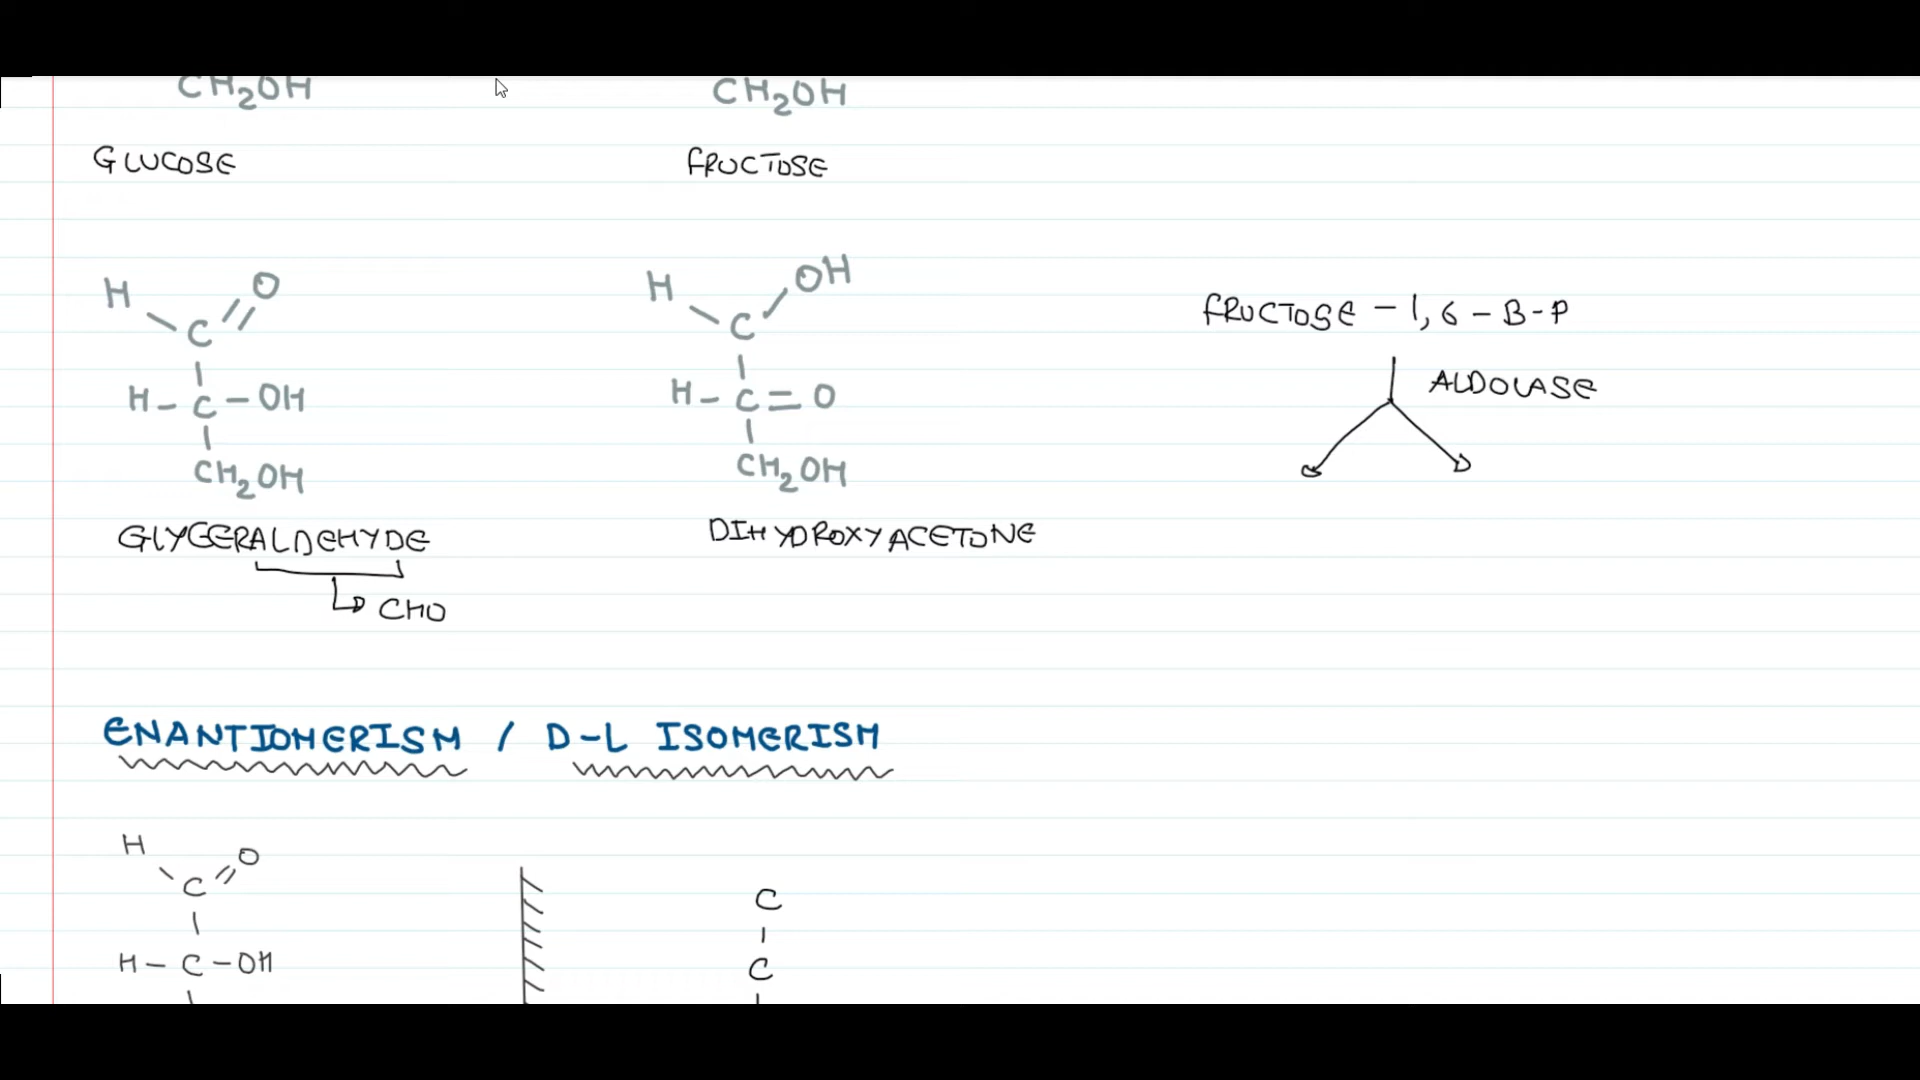 CH2OH CH2OH
GLUCOSE FRUCTOSE
H O H OH
C C
FRUCTOSE - 1,6 - B-P
H - C - OH H - C = O
ALDOLASE
CH2OH CH2OH
GLYCERALDEHYDE DIHYDROXYACETONE
CHO
ENANTIOMERISM / D-L ISOMERISM
H O
C C
H - C - OH C